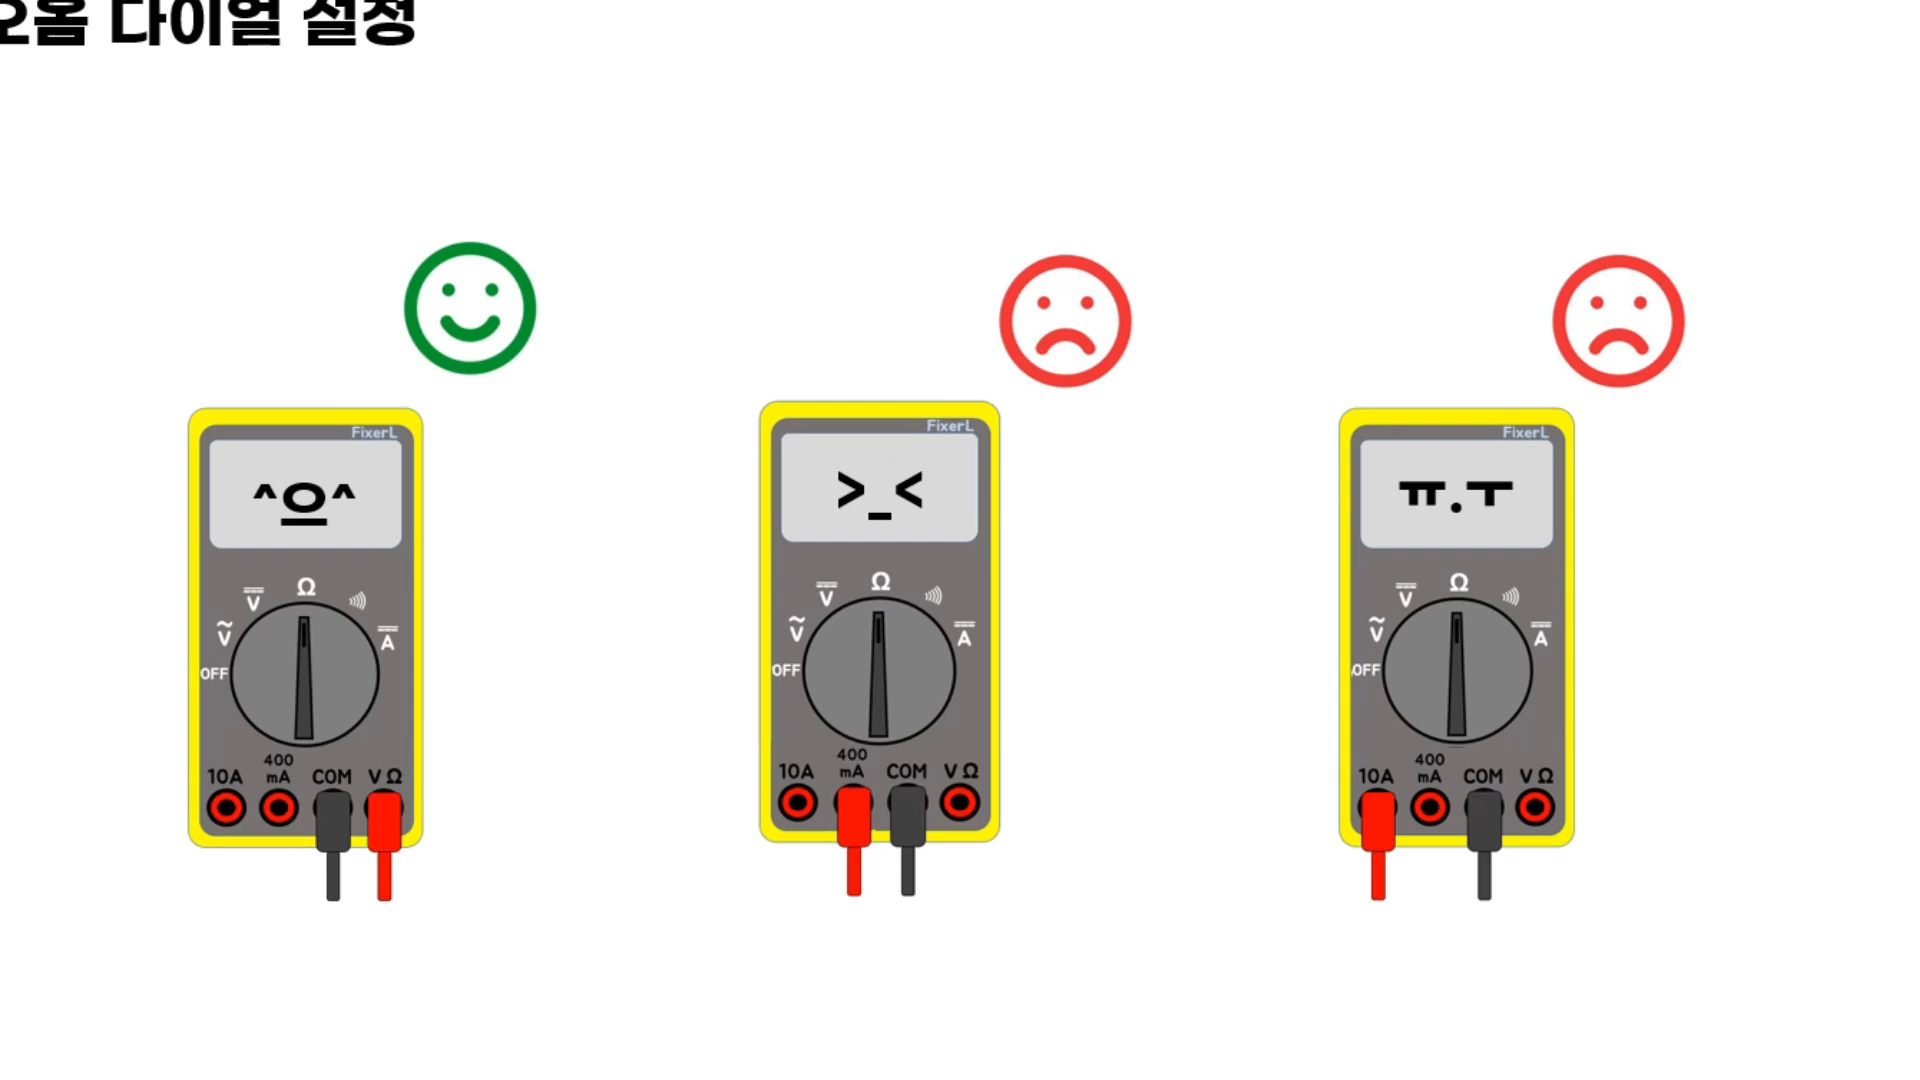 오옴 다이얼 설정
FixerL
^으^
V
Ω
~
V
A
OFF
10A
400
mA
COM
V Ω
FixerL
>_<
V
Ω
~
V
A
OFF
10A
400
mA
COM
V Ω
FixerL
ㅠ.ㅜ
V
Ω
~
V
A
OFF
10A
400
mA
COM
V Ω